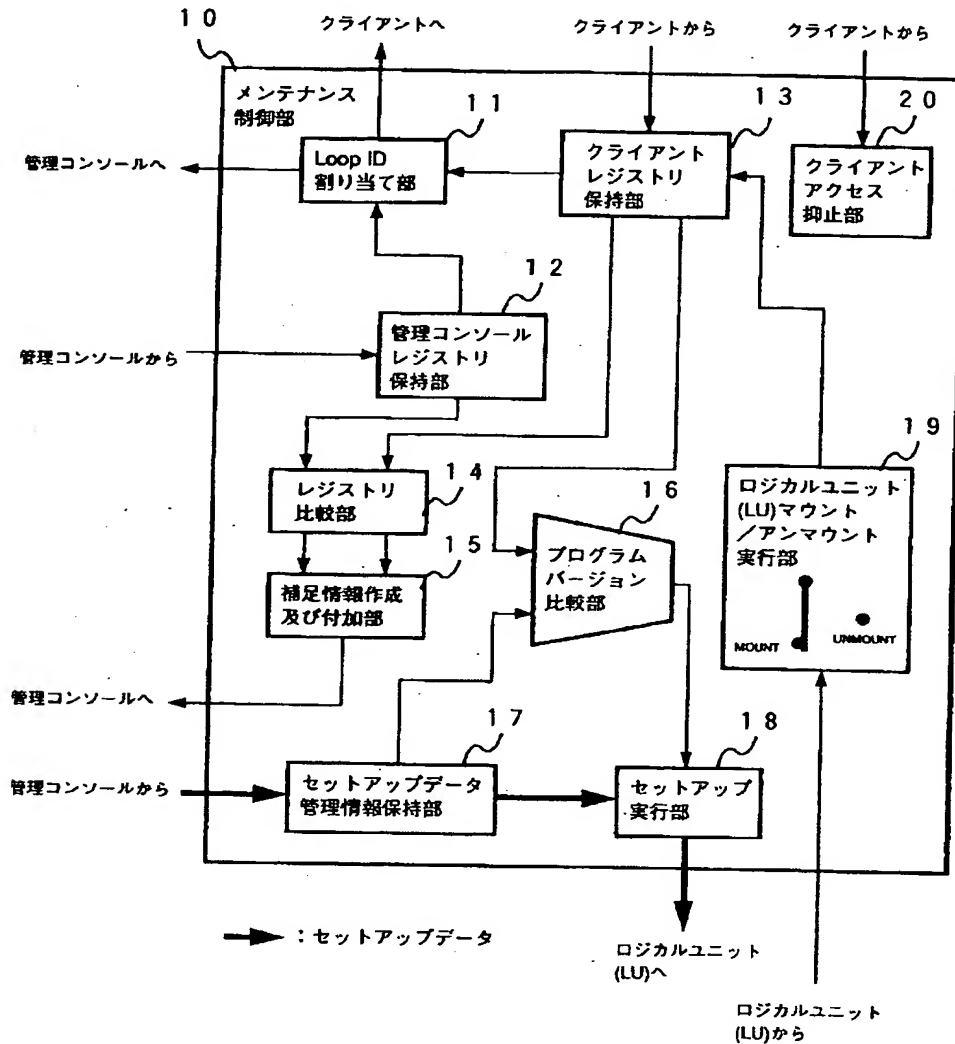 10
クライアントへ
クライアントから
クライアントから
メンテナンス
制御部
11
13
20
管理コンソールへ
Loop ID
割り当て部
クライアント
レジストリ
保持部
クライアント
アクセス
抑止部
12
管理コンソールから
管理コンソール
レジストリ
保持部
19
レジストリ
比較部
14
16
ロジカルユニット
(LU)マウント
/アンマウント
実行部
プログラム
バージョン
比較部
15
補足情報作成
及び付加部
MOUNT
UNMOUNT
管理コンソールへ
17
18
管理コンソールから
セットアップデータ
管理情報保持部
セットアップ
実行部
:セットアップデータ
ロジカルユニット
(LU)へ
ロジカルユニット
(LU)から